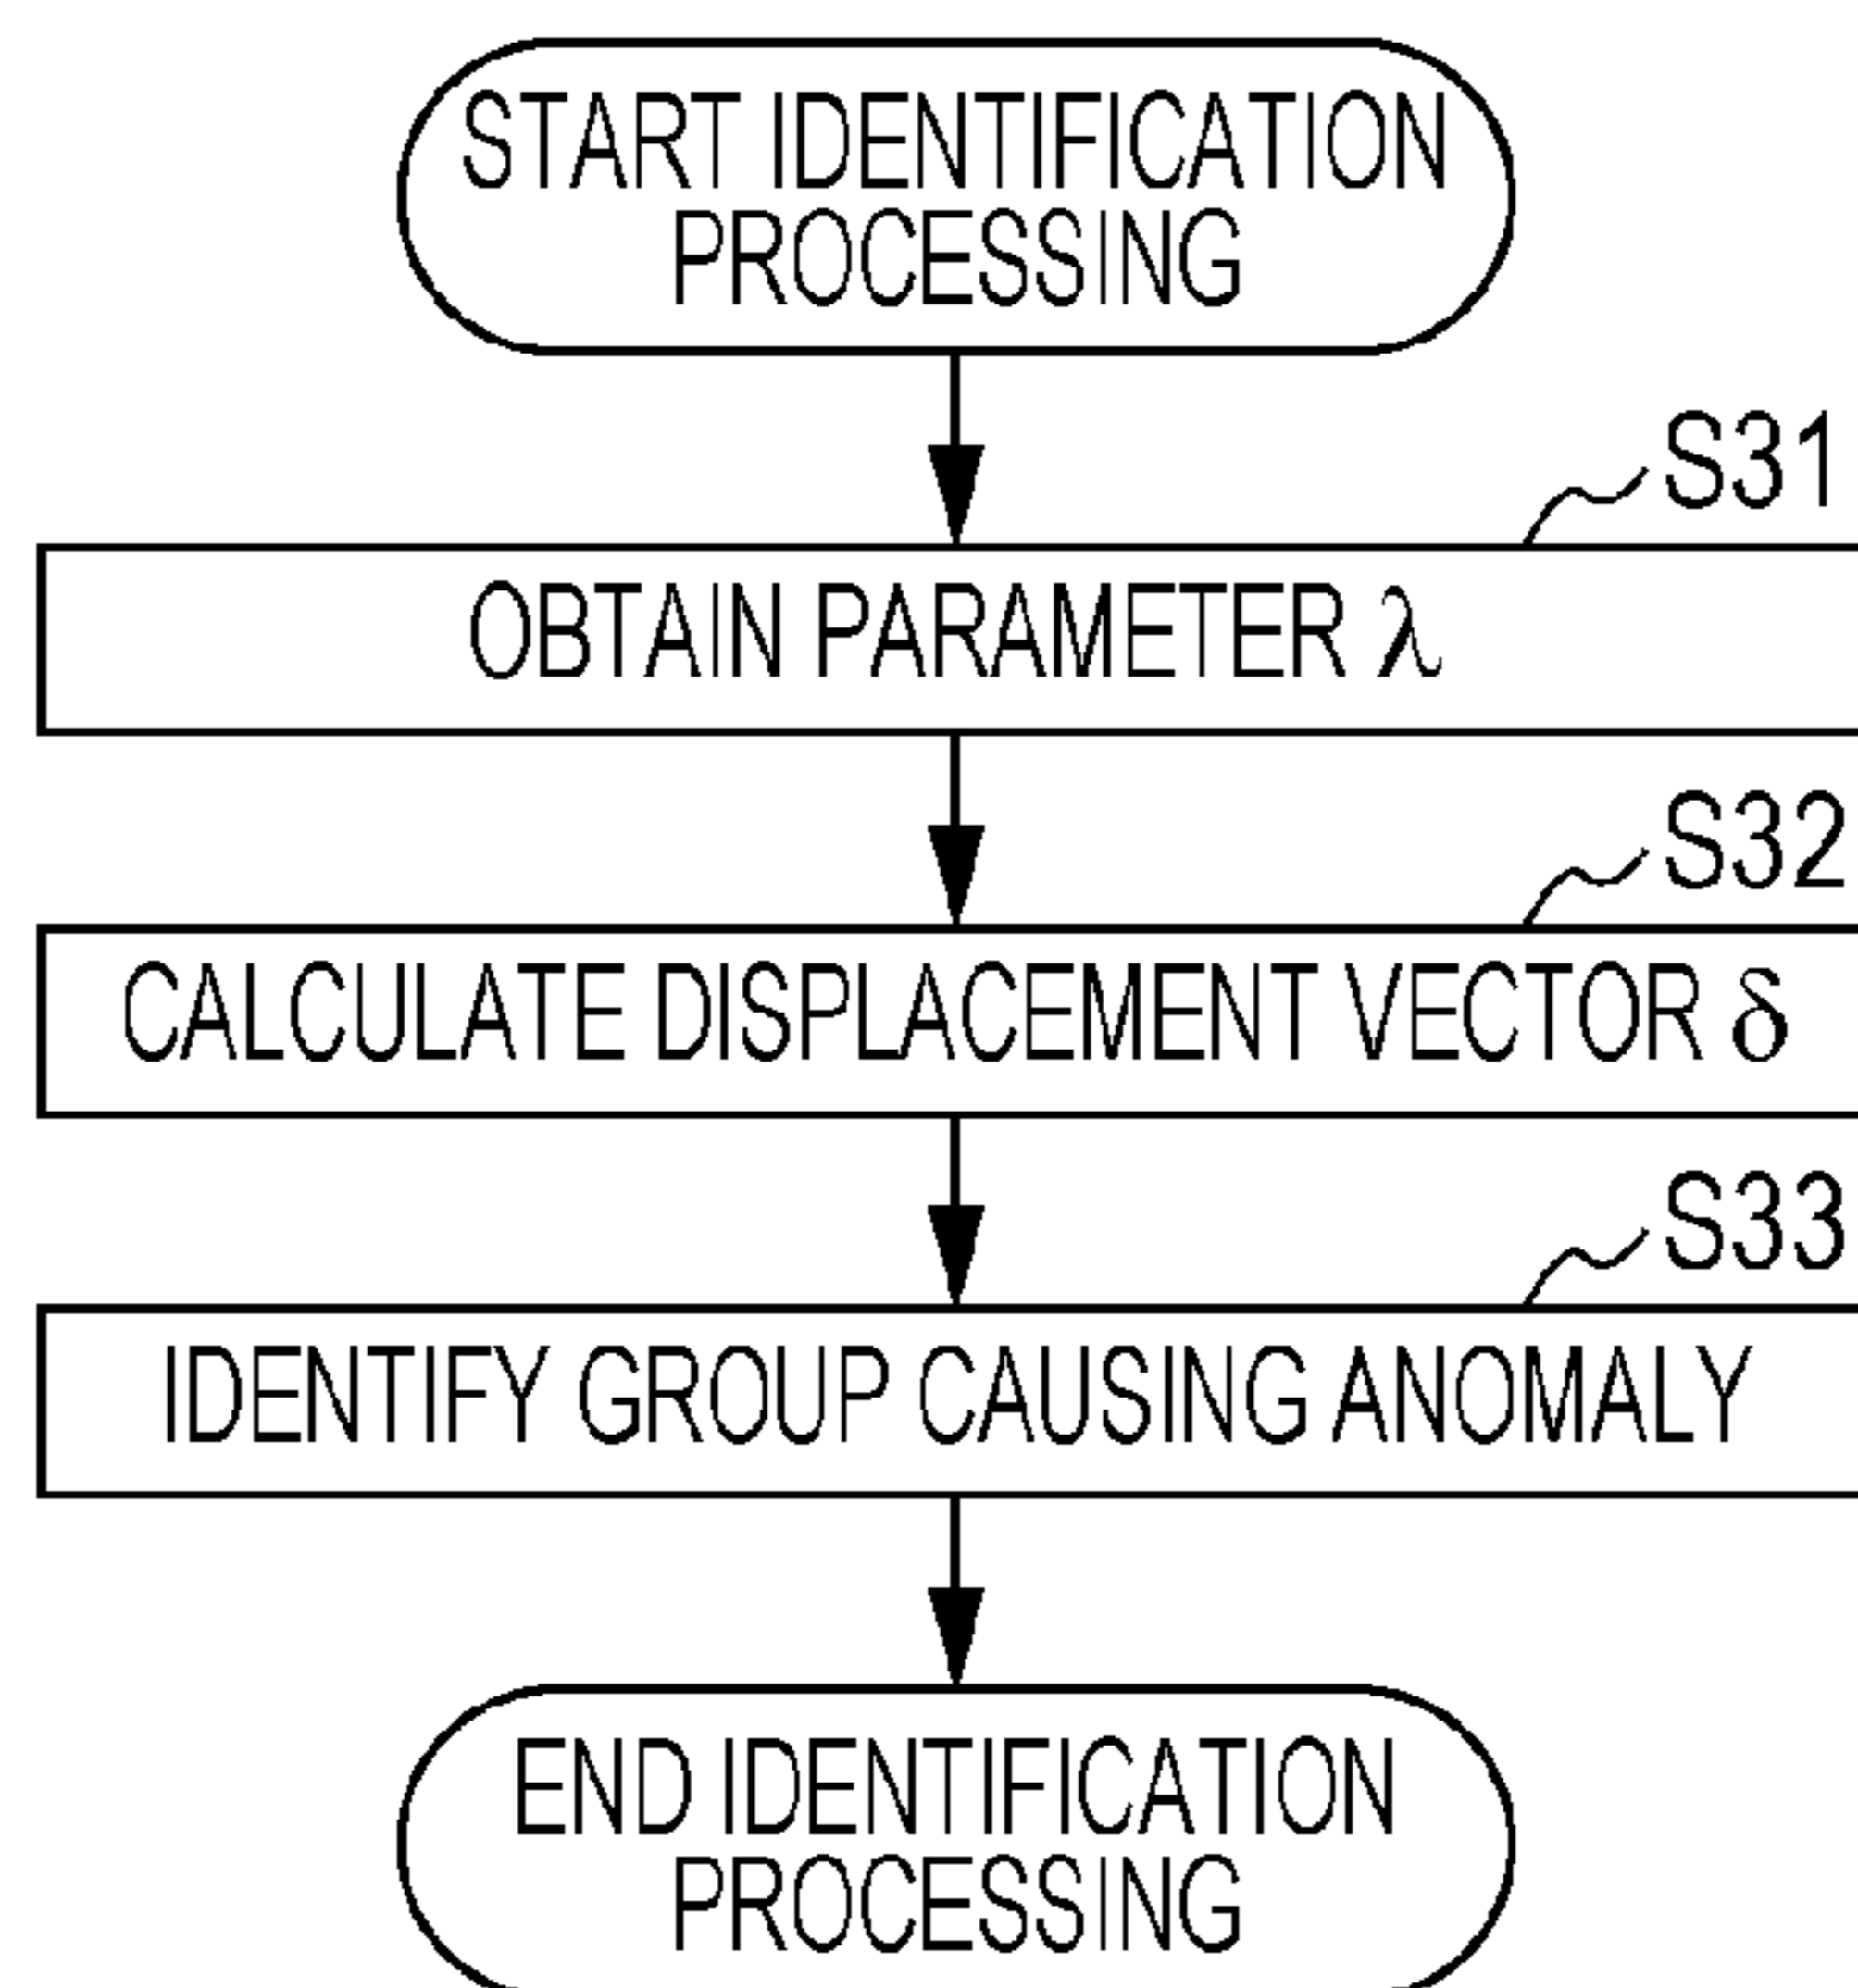 START IDENTIFICATION
PROCESSING
S31
OBTAIN PARAMETER λ
S32
CALCULATE DISPLACEMENT VECTOR δ
S33
IDENTIFY GROUP CAUSING ANOMALY
END IDENTIFICATION
PROCESSING